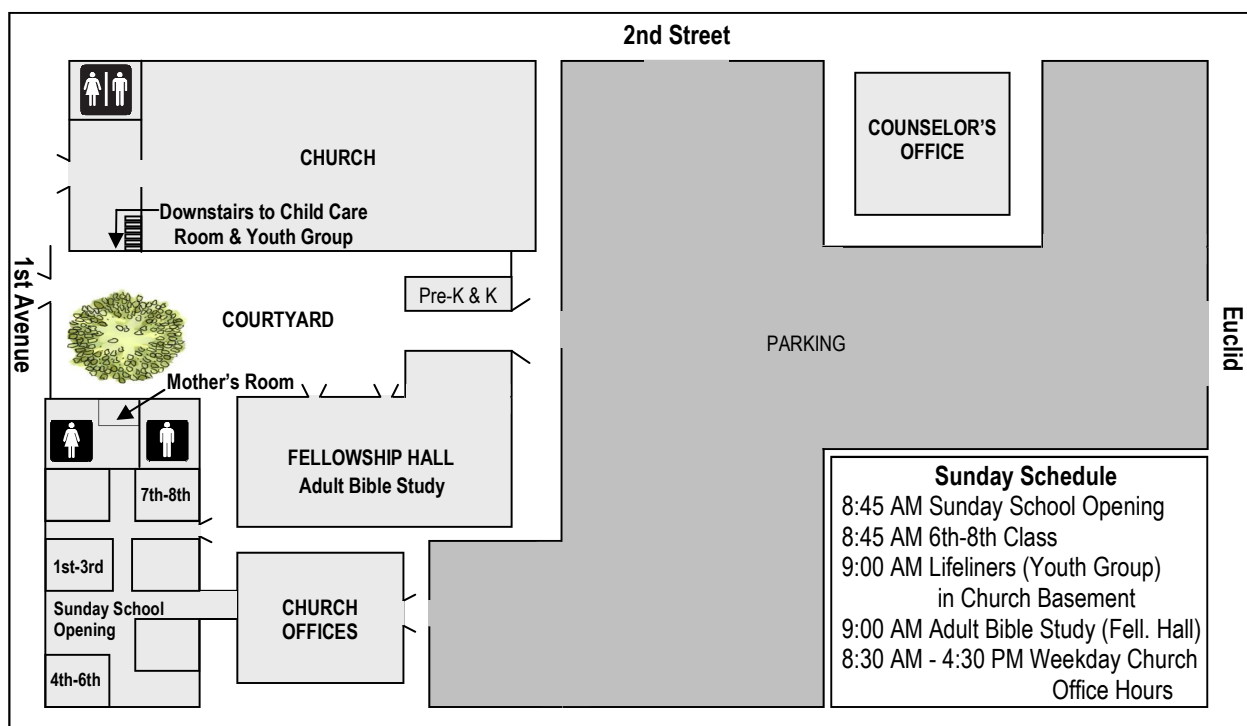 2nd Street
CHURCH
COUNSELOR'S
OFFICE
Downstairs to Child Care
Room & Youth Group
1st Avenue
Pre-K & K
COURTYARD
PARKING
Euclid
Mother's Room
FELLOWSHIP HALL
Adult Bible Study
7th-8th
1st-3rd
Sunday School
Opening
4th-6th
CHURCH
OFFICES
Sunday Schedule
8:45 AM Sunday School Opening
8:45 AM 6th-8th Class
9:00 AM Lifeliners (Youth Group)
in Church Basement
9:00 AM Adult Bible Study (Fell. Hall)
8:30 AM - 4:30 PM Weekday Church
Office Hours